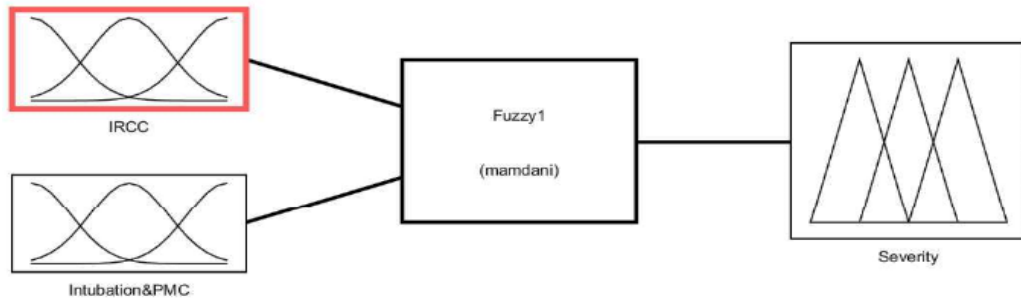 IRCC
Fuzzy1
(mamdani)
Intubation&PMC
Severity